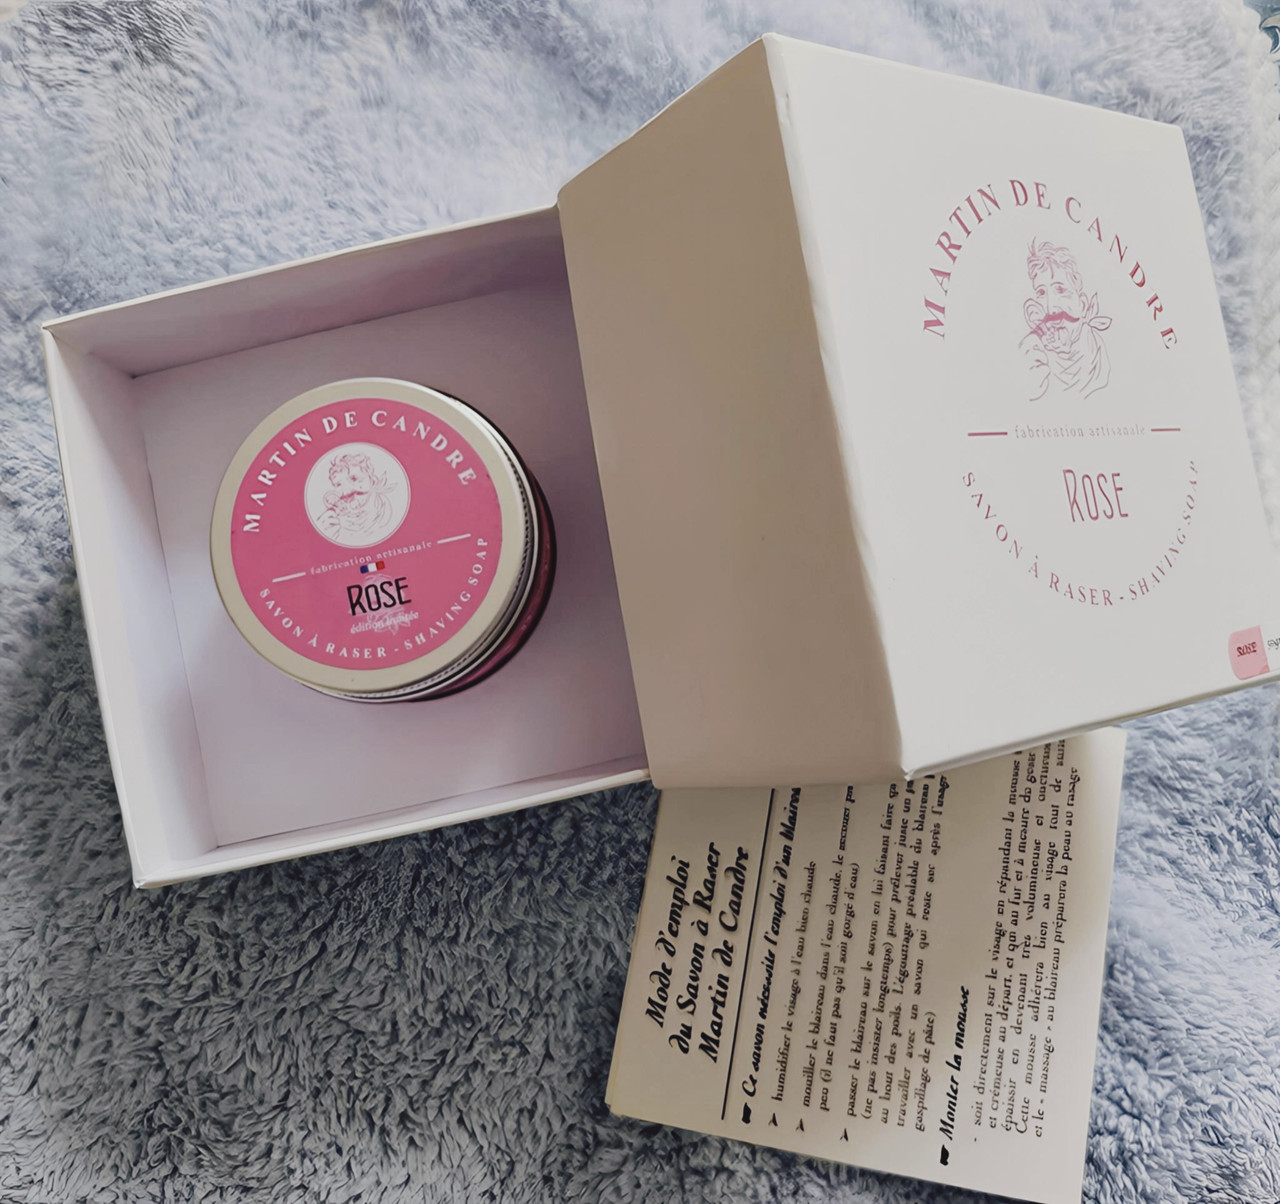 MARTIN DE CANDRE
fabrication artisanale
ROSE
édition limitée
SAVON À RASER - SHAVING SOAP
MARTIN DE CANDRE
fabrication artisanale
ROSE
SAVON À RASER - SHAVING SOAP
ROSE
Mode d'emploi
du Savon à Raser
Martin de Candre
Ce savon nécessite l'emploi d'un blaireau
humidifier le visage à l'eau bien chaude
mouiller le blaireau dans l'eau chaude, le secouer
peu (il ne faut pas qu'il soit gorgé d'eau)
passer le blaireau sur le savon en lui faisant faire
(ne pas insister longtemps) pour prélever juste un
au bout des poils. L'égouttage préalable du blaireau
travailler avec un savon qui reste sec après l'usage
gaspillage de pâte)
Monter la mousse
- soit directement sur le visage en répandant la mousse
et crémeuse au départ, et qui au fur et à mesure du
épaissir en devenant très volumineuse et onctueuse
Cette mousse adhérera bien au visage tout de
et le « massage » au blaireau préparera la peau au rasage